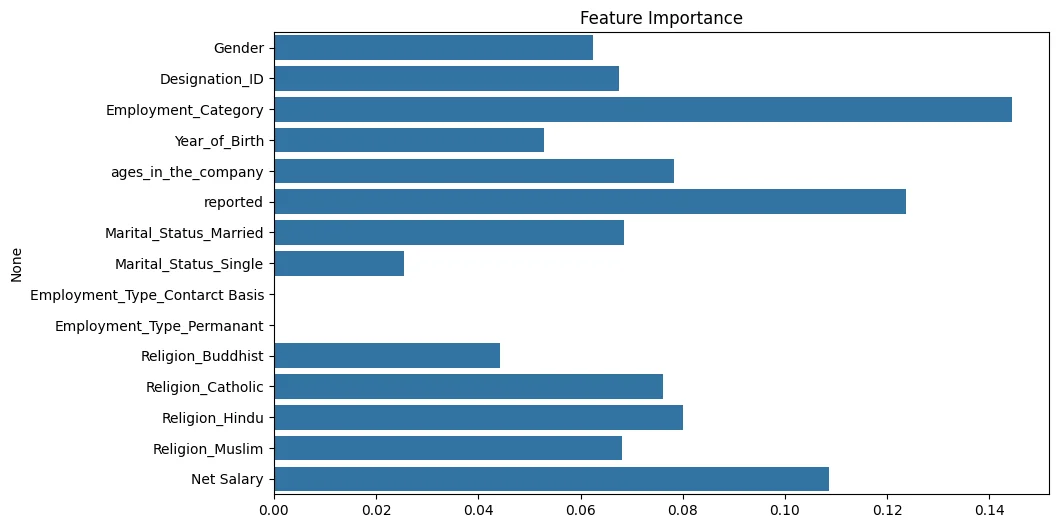 Feature Importance
Gender
Designation_ID
Employment_Category
Year_of_Birth
ages_in_the_company
reported
Marital_Status_Married
Marital_Status_Single
Employment_Type_Contarct Basis
Employment_Type_Permanant
Religion_Buddhist
Religion_Catholic
Religion_Hindu
Religion_Muslim
Net Salary
None
0.00 0.02 0.04 0.06 0.08 0.10 0.12 0.14